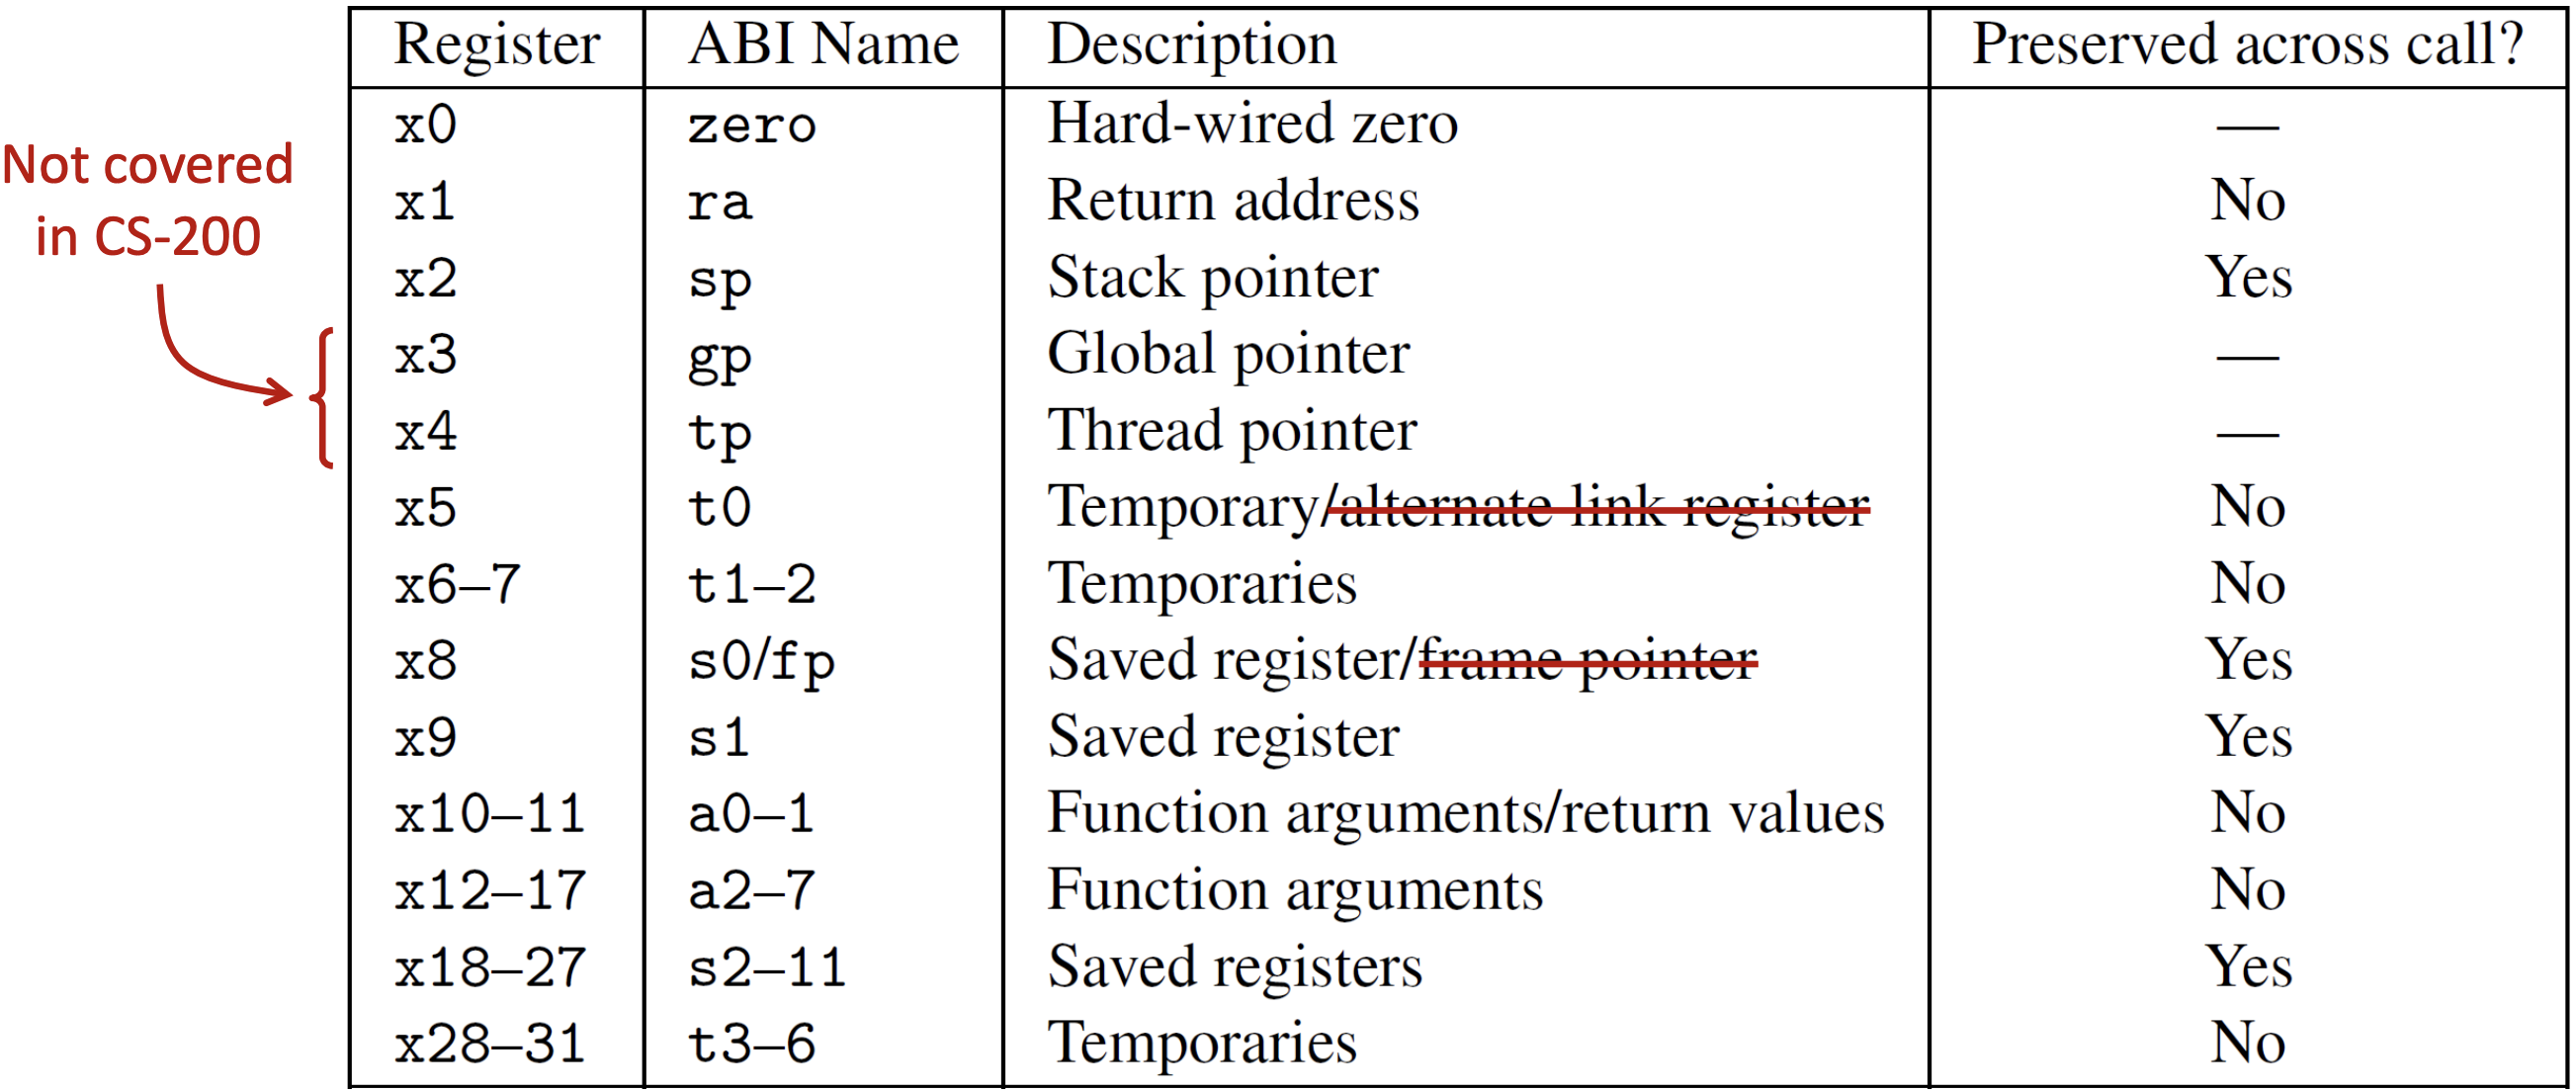 Register ABI Name Description Preserved across call?
x0 zero Hard-wired zero —
x1 ra Return address No
x2 sp Stack pointer Yes
x3 gp Global pointer —
x4 tp Thread pointer —
x5 t0 Temporary/alternate link register No
x6–7 t1–2 Temporaries No
x8 s0/fp Saved register/frame pointer Yes
x9 s1 Saved register Yes
x10–11 a0–1 Function arguments/return values No
x12–17 a2–7 Function arguments No
x18–27 s2–11 Saved registers Yes
x28–31 t3–6 Temporaries No
Not covered
in CS-200